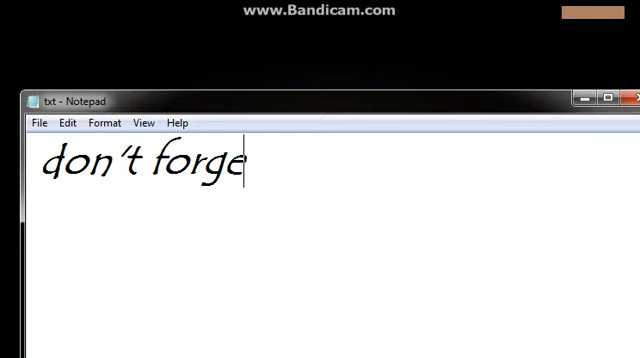 www.Bandicam.com
txt - Notepad
File Edit Format View Help
don't forge